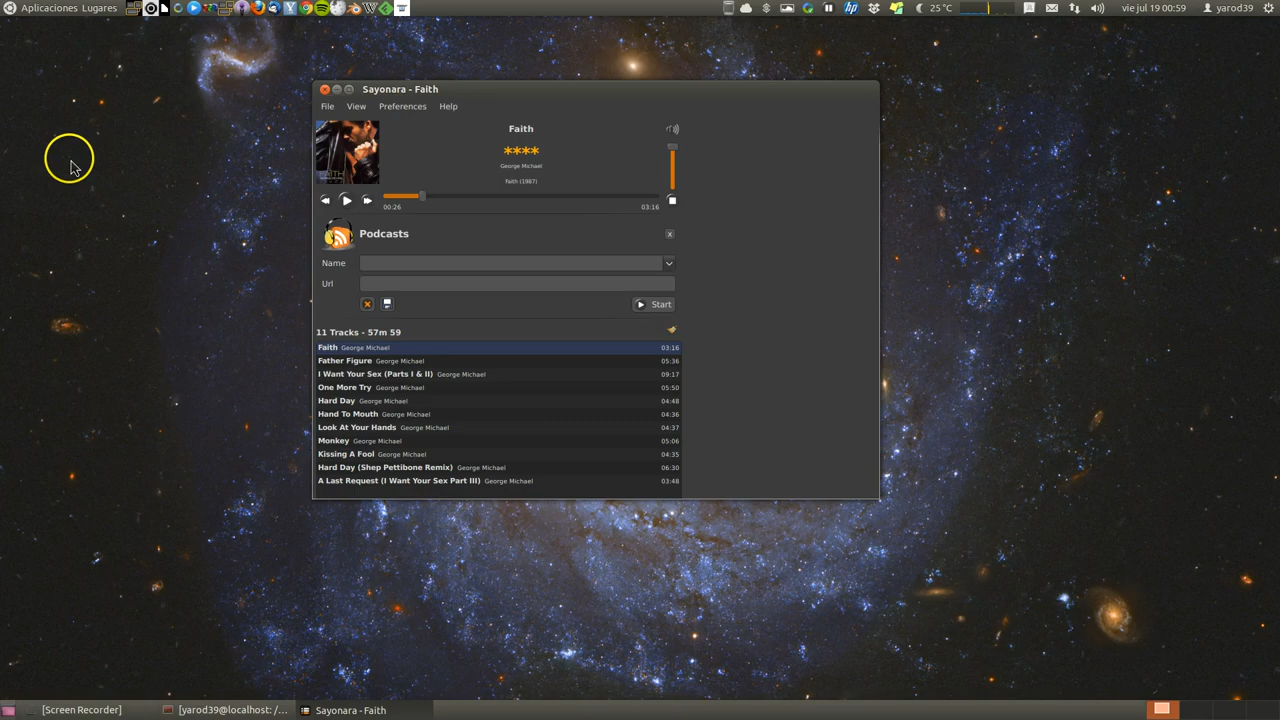 Aplicaciones Lugares
25 °C
vie jul 19 00:59
yarod39
Sayonara - Faith
File View Preferences Help
Faith
****
George Michael
Faith (1987)
00:26 03:16
Podcasts
x
Name
Url
Start
11 Tracks - 57m 59
Faith George Michael 03:16
Father Figure George Michael 05:36
I Want Your Sex (Parts I & II) George Michael 09:17
One More Try George Michael 05:50
Hard Day George Michael 04:48
Hand To Mouth George Michael 04:36
Look At Your Hands George Michael 04:37
Monkey George Michael 05:06
Kissing A Fool George Michael 04:35
Hard Day (Shep Pettibone Remix) George Michael 06:30
A Last Request (I Want Your Sex Part III) George Michael 03:48
[Screen Recorder]
[yarod39@localhost: /...
Sayonara - Faith